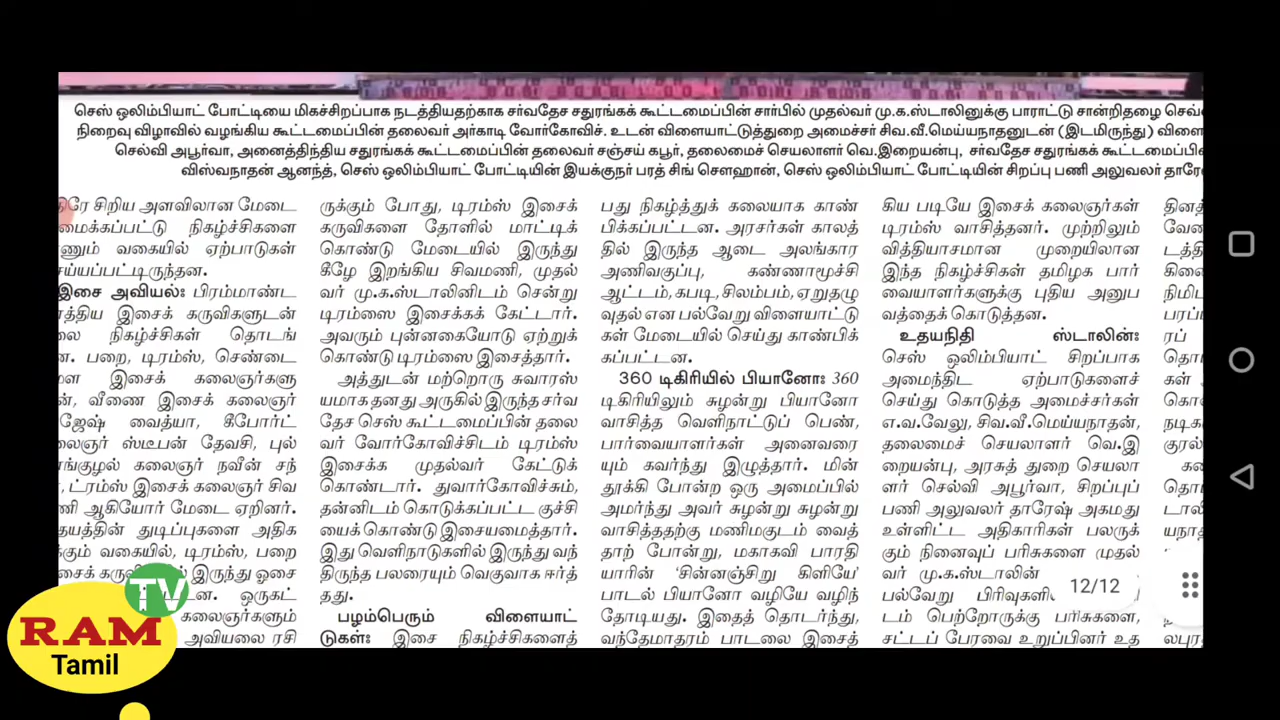 செஸ் ஒலிம்பியாட் போட்டியை மிகச்சிறப்பாக நடத்தியதற்காக சர்வதேச சதுரங்கக் கூட்டமைப்பின் சார்பில் முதல்வர் மு.க.ஸ்டாலினுக்கு பாராட்டு சான்றிதழை
நிறைவு விழாவில் வழங்கிய கூட்டமைப்பின் தலைவர் அர்காடி வோர்கோவிச். உடன் விளையாட்டுத்துறை அமைச்சர் சிவ.வீ.மெய்யநாதனுடன் (இடமிருந்து)
செல்வி அபூர்வா, அனைத்திந்திய சதுரங்கக் கூட்டமைப்பின் தலைவர் சஞ்சய் கபூர், தலைமைச் செயலாளர் வெ.இறையன்பு, சர்வதேச சதுரங்கக் கூட்டமைப்பின்
விஸ்வநாதன் ஆனந்த், செஸ் ஒலிம்பியாட் போட்டியின் இயக்குநர் பரத் சிங் சௌஹான், செஸ் ஒலிம்பியாட் போட்டியின் சிறப்பு பணி அலுவலர்
சிறிய அளவிலான மேடை
நிகழ்ச்சிகளை
வகையில் ஏற்பாடுகள்
இசை அவியல்: பிரம்மாண்ட
இசைக் கருவிகளுடன்
நிகழ்ச்சிகள் தொடங்
பறை, டிரம்ஸ், செண்டை
இசைக் கலைஞர்களு
வீணை இசைக் கலைஞர்
வைத்யா, கீபோர்ட்
ஸ்டீபன் தேவசி, புல்
கலைஞர் நவீன் சந்
ட்ரம்ஸ் இசைக் கலைஞர் சிவ
ஆகியோர் மேடை ஏறினர்.
துடிப்புகளை அதிக
வகையில், டிரம்ஸ், பறை
இருந்து ஓசை
ஒருகட்
கலைஞர்களும்
அவியலை ரசி
ருக்கும் போது, டிரம்ஸ் இசைக்
கருவிகளை தோளில் மாட்டிக்
கொண்டு மேடையில் இருந்து
கீழே இறங்கிய சிவமணி, முதல்
வர் மு.க.ஸ்டாலினிடம் சென்று
டிரம்ஸை இசைக்கக் கேட்டார்.
அவரும் புன்னகையோடு ஏற்றுக்
கொண்டு டிரம்ஸை இசைத்தார்.
அத்துடன் மற்றொரு சுவாரஸ்
யமாக தனது அருகில் இருந்த சர்வ
தேச செஸ் கூட்டமைப்பின் தலை
வர் வோர்கோவிச்சிடம் டிரம்ஸ்
இசைக்க முதல்வர் கேட்டுக்
கொண்டார். துவார்கோவிச்சும்,
தன்னிடம் கொடுக்கப்பட்ட குச்சி
யைக் கொண்டு இசையமைத்தார்.
இது வெளிநாடுகளில் இருந்து வந்
திருந்த பலரையும் வெகுவாக ஈர்த்
தது.
பழம்பெரும் விளையாட்
டுகள்: இசை நிகழ்ச்சிகளைத்
பது நிகழ்த்துக் கலையாக காண்
பிக்கப்பட்டன. அரசர்கள் காலத்
தில் இருந்த ஆடை அலங்கார
அணிவகுப்பு, கண்ணாமூச்சி
ஆட்டம், கபடி, சிலம்பம், ஏறுதழு
வுதல் என பல்வேறு விளையாட்டு
கள் மேடையில் செய்து காண்பிக்
கப்பட்டன.
360 டிகிரியில் பியானோ: 360
டிகிரியிலும் சுழன்று பியானோ
வாசித்த வெளிநாட்டுப் பெண்,
பார்வையாளர்கள் அனைவரை
யும் கவர்ந்து இழுத்தார். மின்
தூக்கி போன்ற ஒரு அமைப்பில்
அமர்ந்து அவர் சுழன்று சுழன்று
வாசித்ததற்கு மணிமகுடம் வைத்
தாற் போன்று, மகாகவி பாரதி
யாரின் 'சின்னஞ்சிறு கிளியே'
பாடல் பியானோ வழியே வழிந்
தோடியது. இதைத் தொடர்ந்து,
வந்தேமாதரம் பாடலை இசைத்
கிய படியே இசைக் கலைஞர்கள்
டிரம்ஸ் வாசித்தனர். முற்றிலும்
வித்தியாசமான முறையிலான
இந்த நிகழ்ச்சிகள் தமிழக பார்
வையாளர்களுக்கு புதிய அனுப
வத்தைக் கொடுத்தன.
உதயநிதி ஸ்டாலின்:
செஸ் ஒலிம்பியாட் சிறப்பாக
அமைந்திட ஏற்பாடுகளைச்
செய்து கொடுத்த அமைச்சர்கள்
எ.வ.வேலு, சிவ.வீ.மெய்யநாதன்,
தலைமைச் செயலாளர் வெ.இ
றையன்பு, அரசுத் துறை செயலா
ளர் செல்வி அபூர்வா, சிறப்புப்
பணி அலுவலர் தாரேஷ் அகமது
உள்ளிட்ட அதிகாரிகள் பலருக்
கும் நினைவுப் பரிசுகளை முதல்
வர் மு.க.ஸ்டாலின்
பல்வேறு
டம் பெற்றோருக்கு பரிசுகளை,
சட்டப் பேரவை உறுப்பினர் உத
12/12
TV
RAM
Tamil